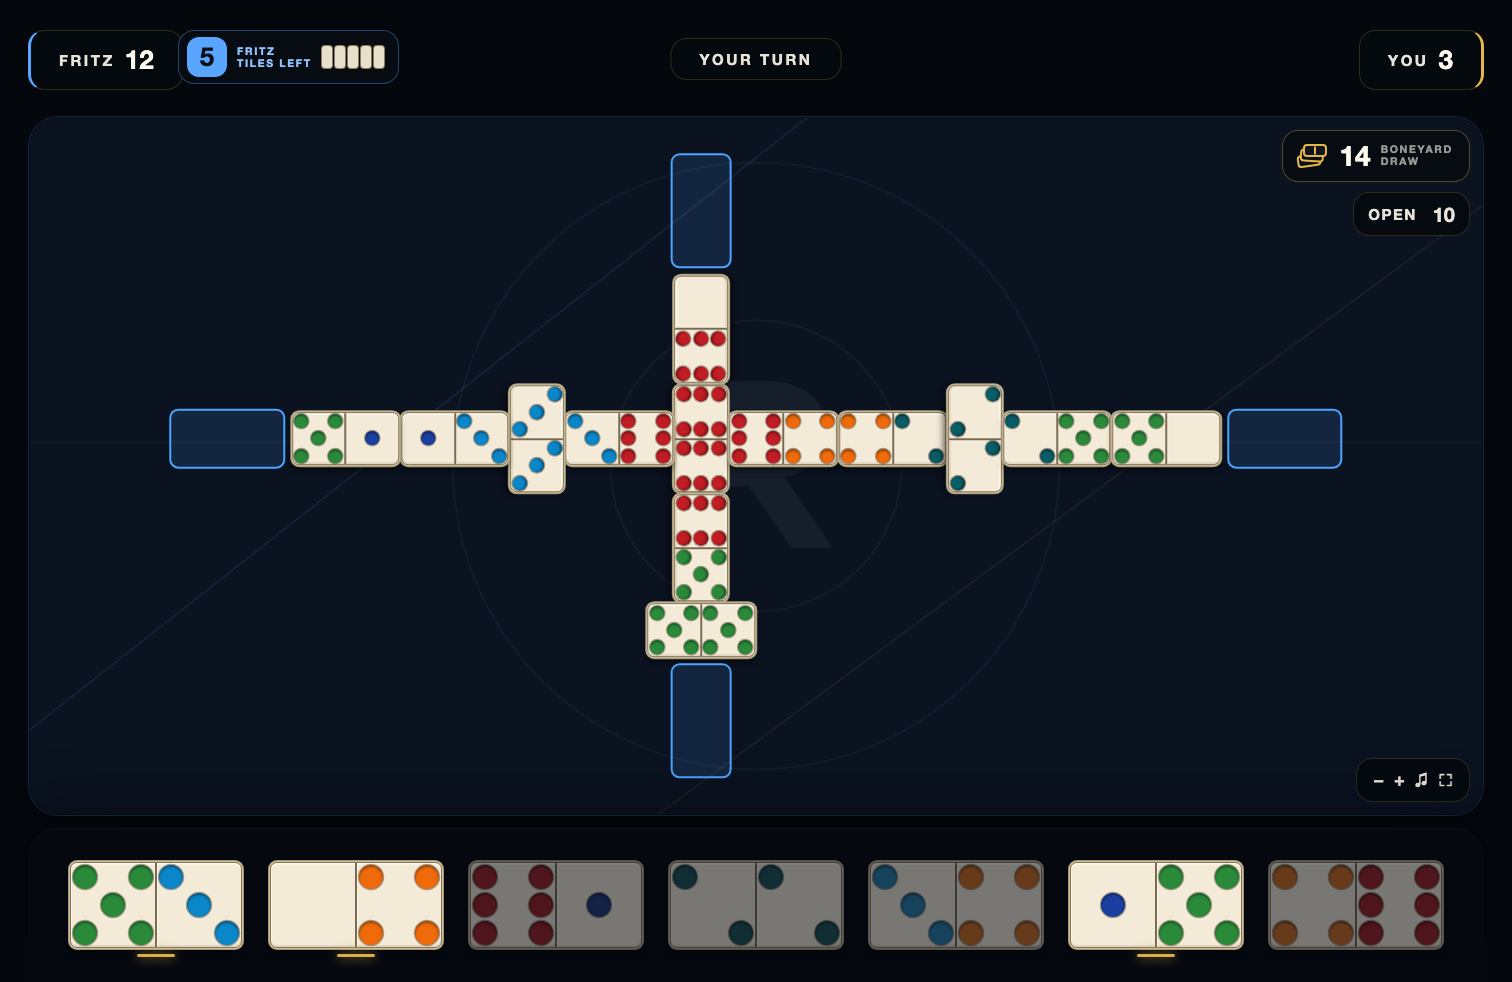 FRITZ 12
5 FRITZ
TILES LEFT
YOUR TURN
YOU 3
14 BONEYARD
DRAW
OPEN 10
R
− +